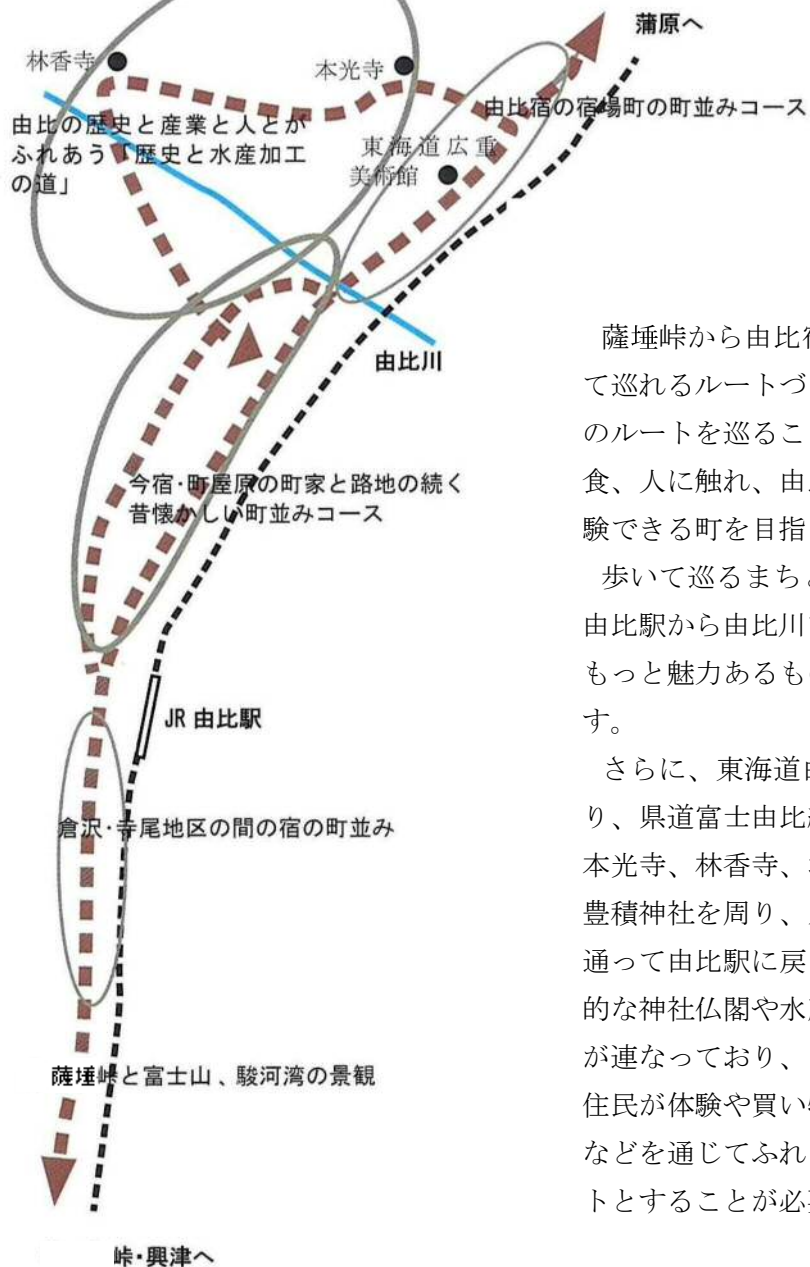 蒲原へ
林香寺
本光寺
由比宿の宿場町の町並みコース
由比の歴史と産業と人とが
ふれあう「歴史と水産加工
の道」
東海道広重
美術館
由比川
今宿・町屋原の町家と路地の続く
昔懐かしい町並みコース
JR 由比駅
倉沢・寺尾地区の間の宿の町並み
薩埵峠と富士山、駿河湾の景観
峠・興津へ
薩埵峠から由比
て巡れるルートづ
のルートを巡るこ
食、人に触れ、由
験できる町を目指
歩いて巡るまち
由比駅から由比川
もっと魅力あるも
す。
さらに、東海道
り、県道富士由比
本光寺、林香寺、
豊積神社を周り、
通って由比駅に戻
的な神社仏閣や水
が連なっており、
住民が体験や買い
などを通じてふれ
トとすることが必